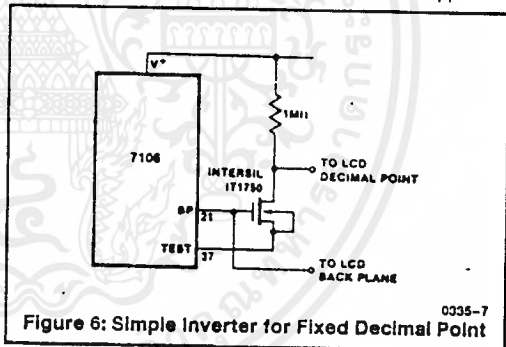 V+
1MΩ
7106
TO LCD
DECIMAL POINT
INTERSIL
IT1750
BP
21
TEST
37
TO LCD
BACK PLANE
0335-7
Figure 6: Simple Inverter for Fixed Decimal Point